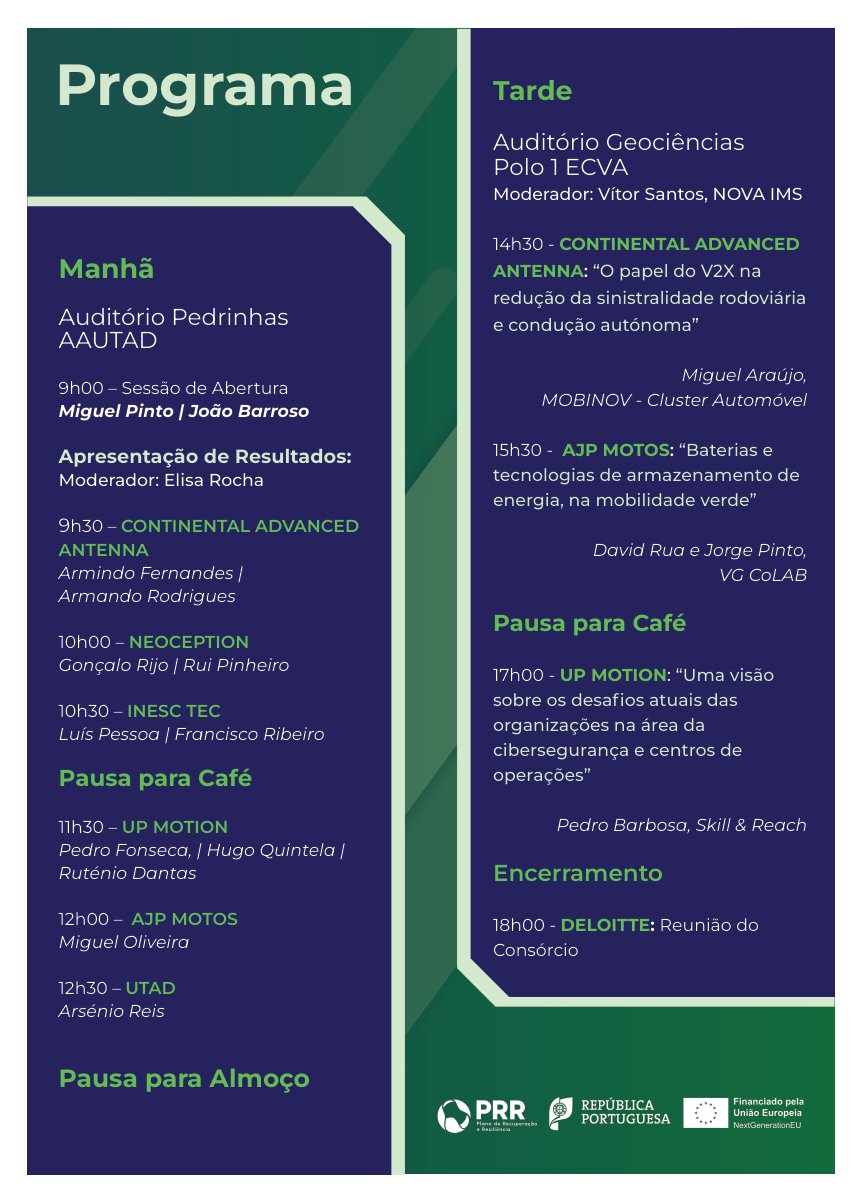 Programa
Manhã
Auditório Pedrinhas
AAUTAD
9h00 – Sessão de Abertura
Miguel Pinto | João Barroso
Apresentação de Resultados:
Moderador: Elisa Rocha
9h30 – CONTINENTAL ADVANCED
ANTENNA
Armindo Fernandes |
Armando Rodrigues
10h00 – NEOCEPTION
Gonçalo Rijo | Rui Pinheiro
10h30 – INESC TEC
Luís Pessoa | Francisco Ribeiro
Pausa para Café
11h30 – UP MOTION
Pedro Fonseca, | Hugo Quintela |
Ruténio Dantas
12h00 – AJP MOTOS
Miguel Oliveira
12h30 – UTAD
Arsénio Reis
Pausa para Almoço
Tarde
Auditório Geociências
Polo 1 ECVA
Moderador: Vítor Santos, NOVA IMS
14h30 - CONTINENTAL ADVANCED
ANTENNA: “O papel do V2X na
redução da sinistralidade rodoviária
e condução autónoma”
Miguel Araújo,
MOBINOV - Cluster Automóvel
15h30 - AJP MOTOS: “Baterias e
tecnologias de armazenamento de
energia, na mobilidade verde”
David Rua e Jorge Pinto,
VG CoLAB
Pausa para Café
17h00 - UP MOTION: “Uma visão
sobre os desafios atuais das
organizações na área da
cibersegurança e centros de
operações”
Pedro Barbosa, Skill & Reach
Encerramento
18h00 - DELOITTE: Reunião do
Consórcio
PRR
Plano de Recuperação
e Resiliência
REPÚBLICA
PORTUGUESA
Financiado pela
União Europeia
NextGenerationEU